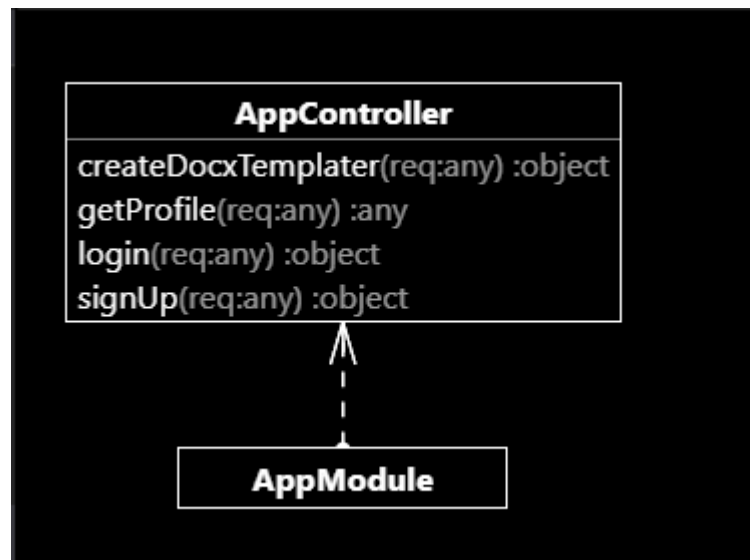 AppController
createDocxTemplater(req:any) :object
getProfile(req:any) :any
login(req:any) :object
signUp(req:any) :object
AppModule